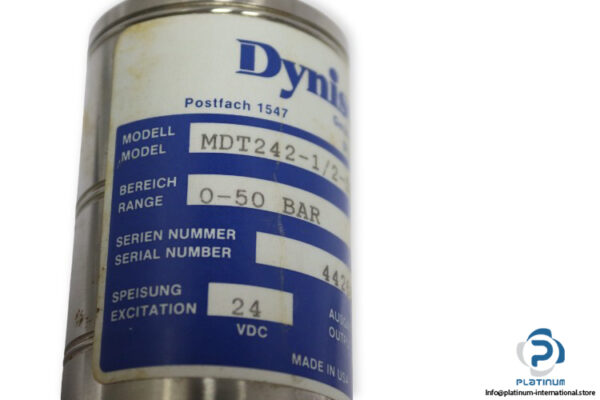 Dynis
Postfach 1547
MODELL
MODEL
MDT242-1/2-
BEREICH
RANGE
0-50 BAR
SERIEN NUMMER
SERIAL NUMBER
442
SPEISUNG
EXCITATION
24
VDC
MADE IN USA
PLATINUM
Info@platinum-international.store